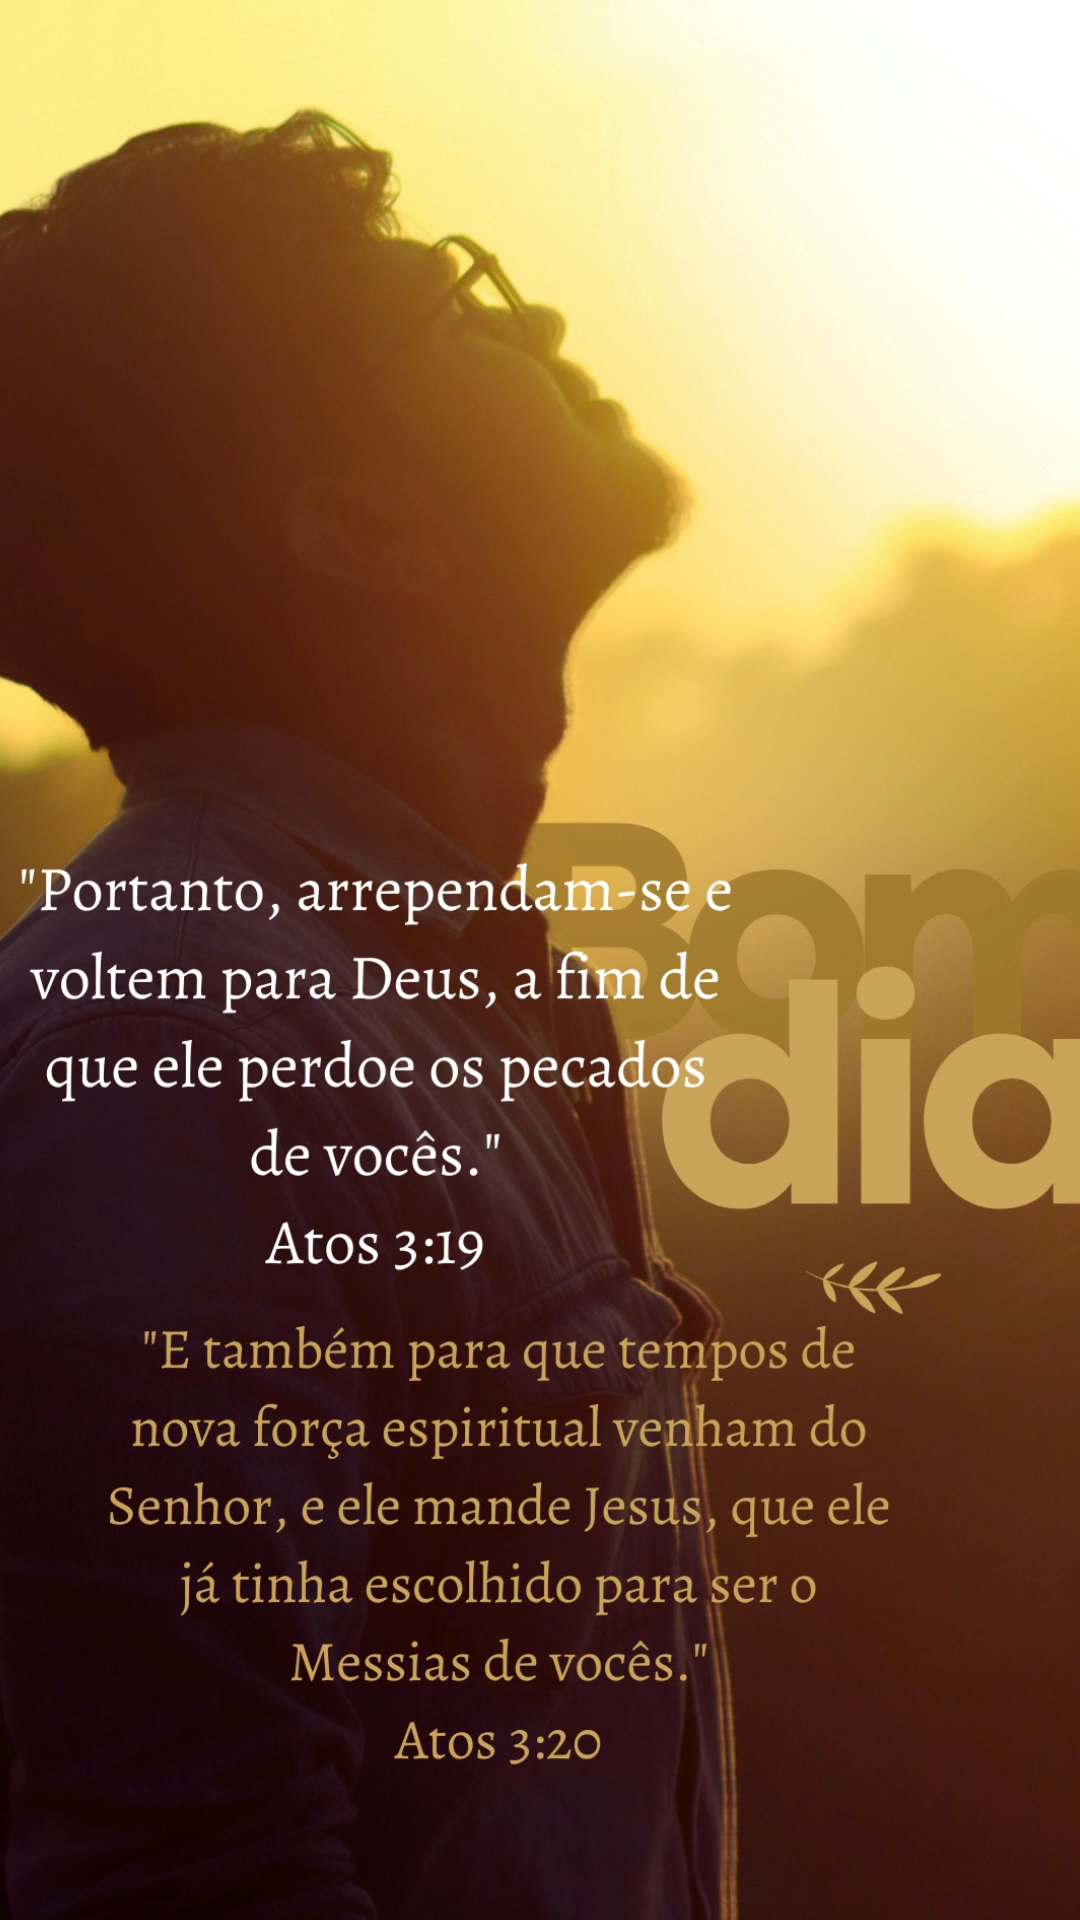 Bom
dia
"Portanto, arrependam-se e
voltem para Deus, a fim de
que ele perdoe os pecados
de vocês."
Atos 3:19
"E também para que tempos de
nova força espiritual venham do
Senhor, e ele mande Jesus, que ele
já tinha escolhido para ser o
Messias de vocês."
Atos 3:20